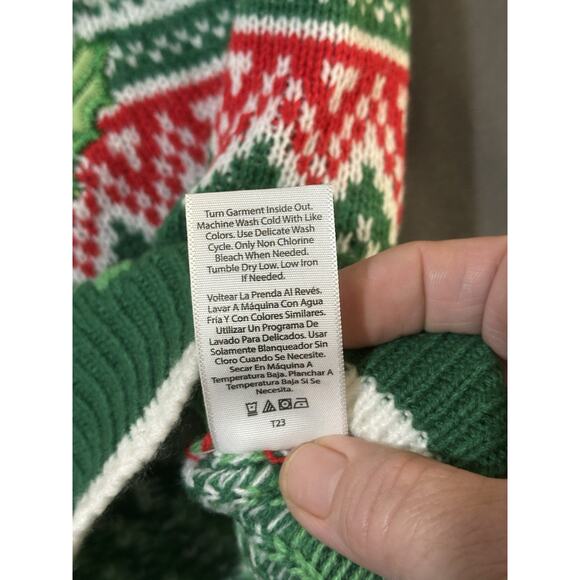 Turn Garment Inside Out.
Machine Wash Cold With Like
Colors. Use Delicate Wash
Cycle. Only Non Chlorine
Bleach When Needed.
Tumble Dry Low. Low Iron
If Needed.
Voltear La Prenda Al Revés.
Lavar A Máquina Con Agua
Fría Y Con Colores Similares.
Utilizar Un Programa De
Lavado Para Delicados. Usar
Solamente Blanqueador Sin
Cloro Cuando Se Necesite.
Secar En Máquina A
Temperatura Baja. Planchar A
Temperatura Baja Si Se
Necesita.
T23